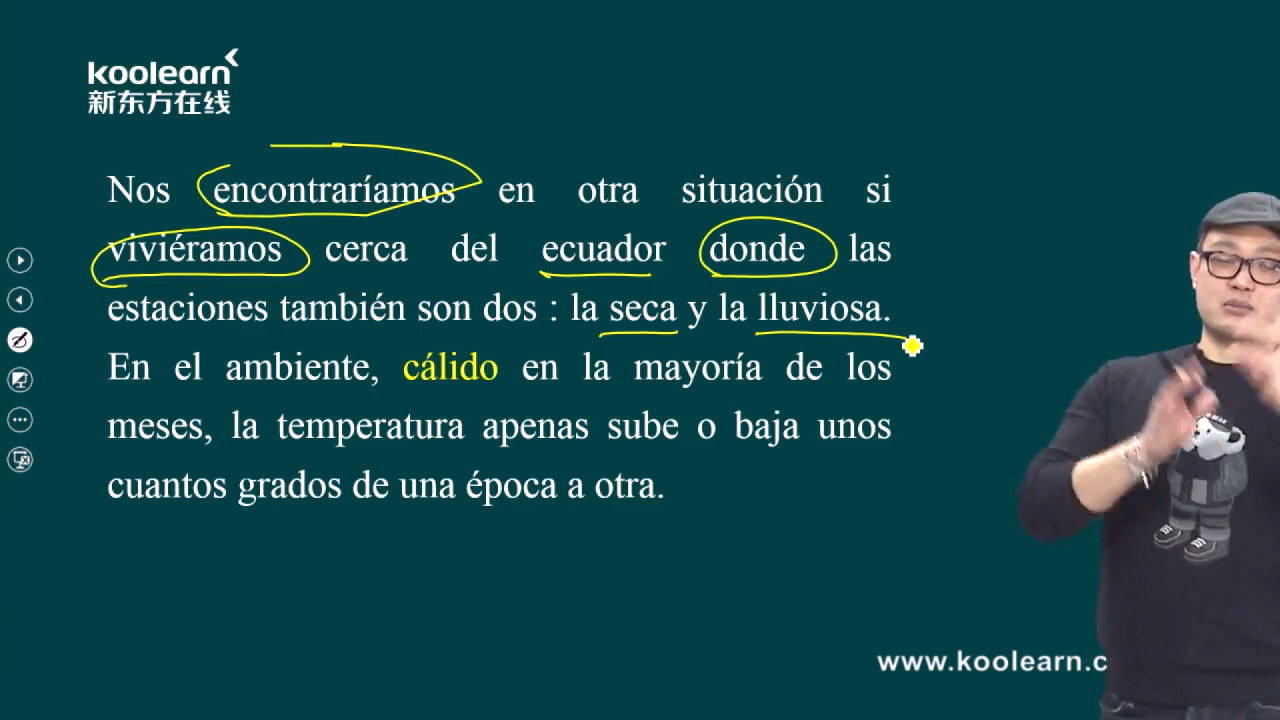 koolearn
新东方在线
Nos encontraríamos en otra situación si
viviéramos cerca del ecuador donde las
estaciones también son dos : la seca y la lluviosa.
En el ambiente, cálido en la mayoría de los
meses, la temperatura apenas sube o baja unos
cuantos grados de una época a otra.
www.koolearn.c